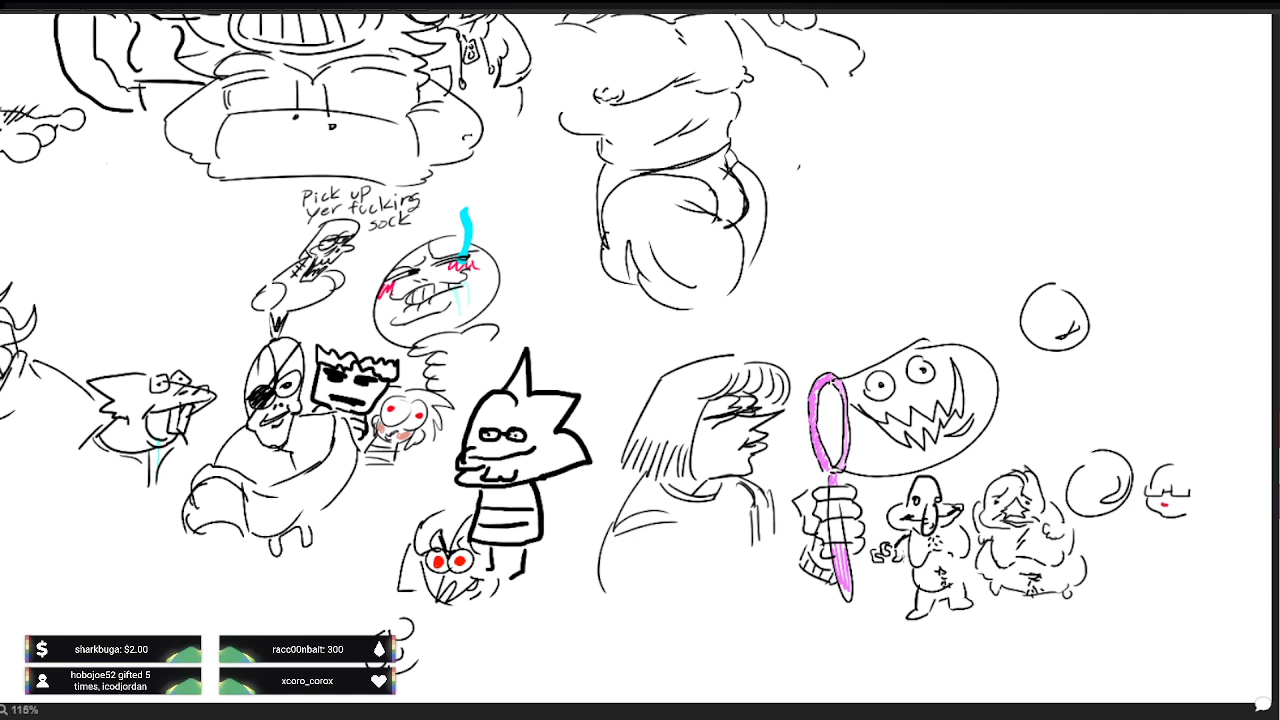 Pick up
Yer fucking
sock
$ sharkbuga: $2.00
racc00nbait: 300
hobojoe52 gifted 5
times, icodjordan
xcoro_corox
115%